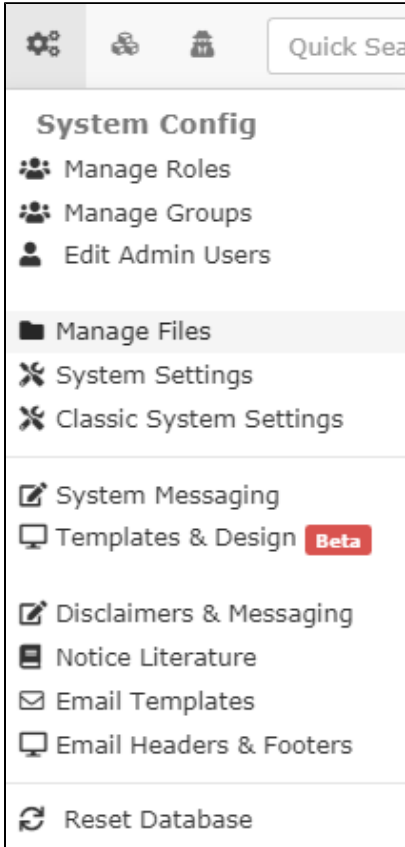 Quick Sea
System Config
Manage Roles
Manage Groups
Edit Admin Users
Manage Files
System Settings
Classic System Settings
System Messaging
Templates & Design Beta
Disclaimers & Messaging
Notice Literature
Email Templates
Email Headers & Footers
Reset Database